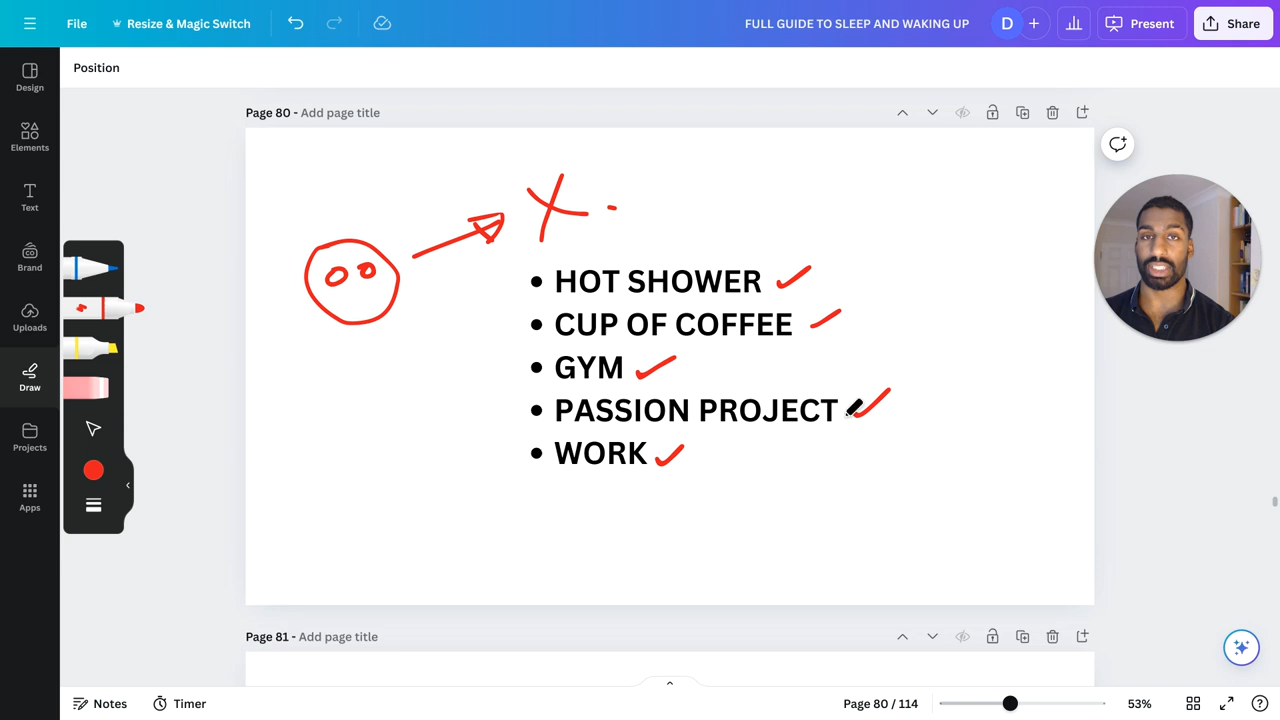 File
Resize & Magic Switch
FULL GUIDE TO SLEEP AND WAKING UP
D
Present
Share
Position
Design
Elements
Text
Brand
Uploads
Draw
Projects
Apps
Page 80 - Add page title
X
• HOT SHOWER
• CUP OF COFFEE
• GYM
• PASSION PROJECT
• WORK
Page 81 - Add page title
Notes
Timer
Page 80 / 114
53%